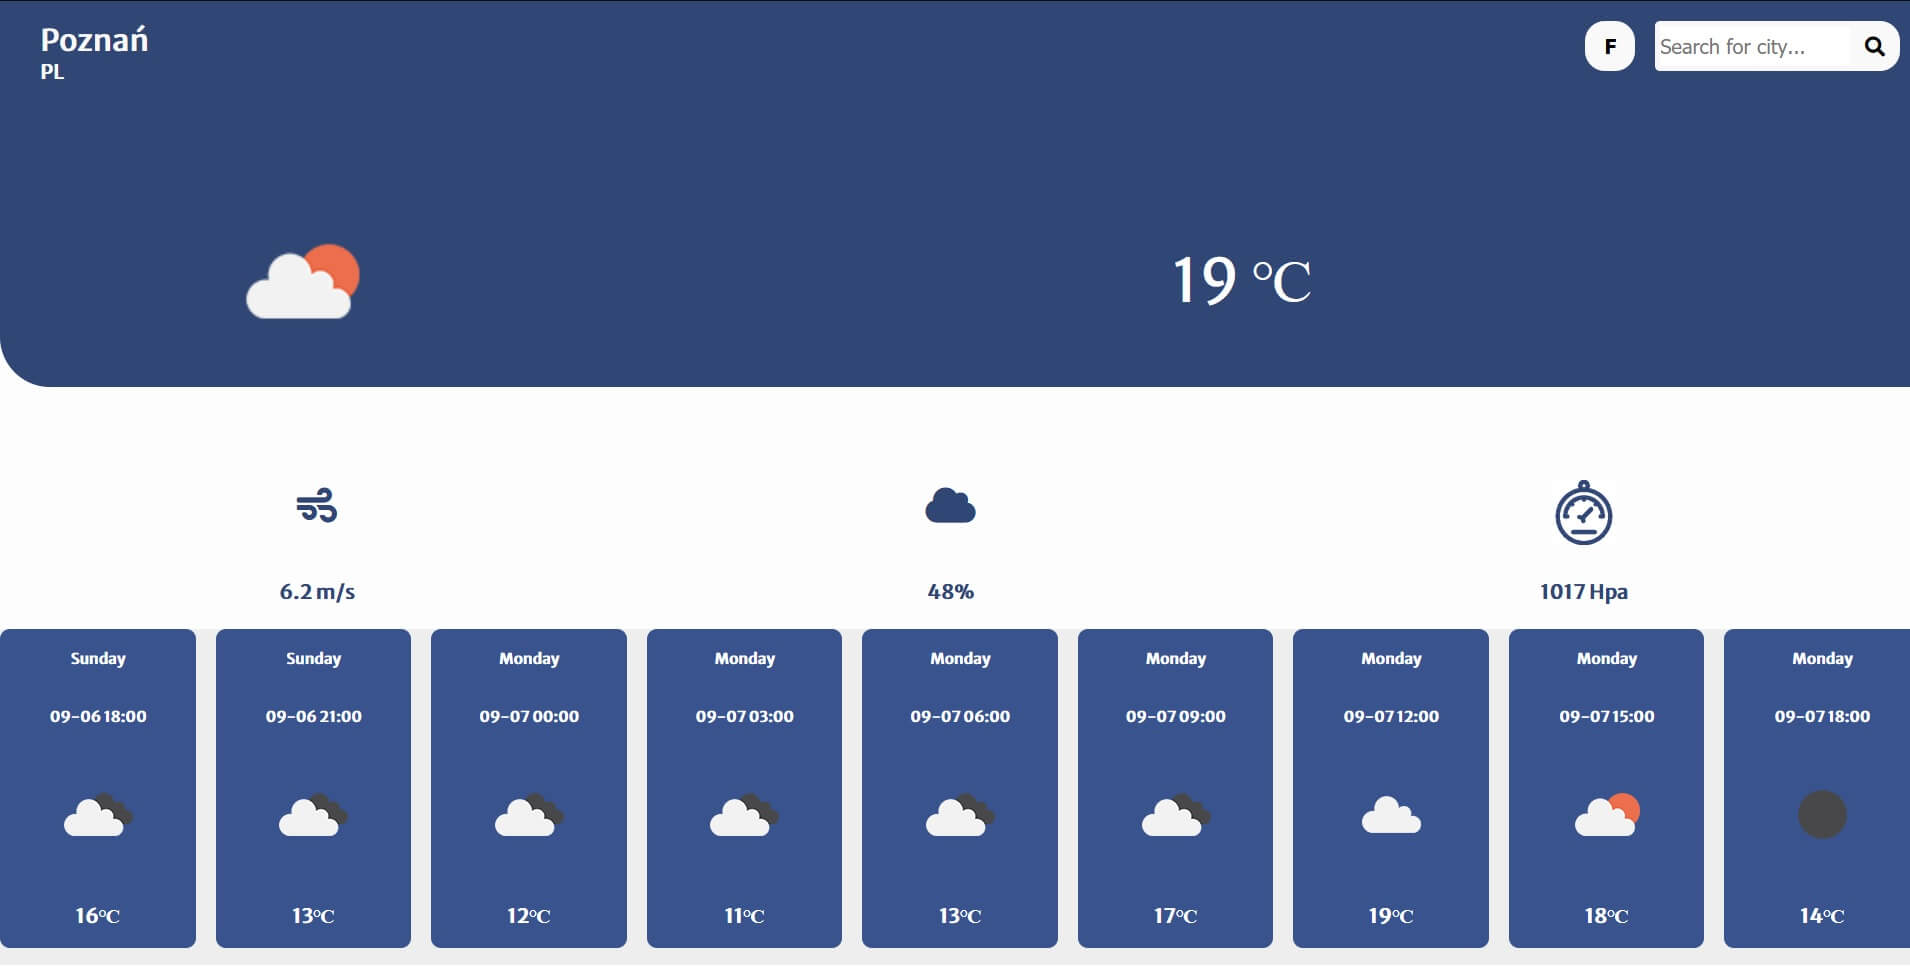 Poznań
PL
F
Search for city...
19 °C
6.2 m/s
48%
1017 Hpa
Sunday
09-06 18:00
16°C
Sunday
09-06 21:00
13°C
Monday
09-07 00:00
12°C
Monday
09-07 03:00
11°C
Monday
09-07 06:00
13°C
Monday
09-07 09:00
17°C
Monday
09-07 12:00
19°C
Monday
09-07 15:00
18°C
Monday
09-07 18:00
14°C